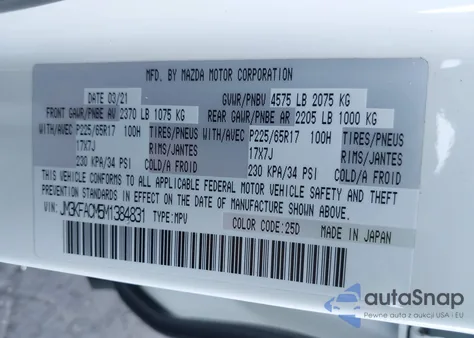 MFD. BY MAZDA MOTOR CORPORATION
DATE 03/21
GVWR/PNBV 4575 LB 2075 KG
FRONT GAWR/PNBE AV 2370 LB 1075 KG
REAR GAWR/PNBE AR 2205 LB 1000 KG
WITH/AVEC P225/65R17 100H TIRES/PNEUS
17X7J RIMS/JANTES
230 KPA/34 PSI COLD/A FROID
WITH/AVEC P225/65R17 100H TIRES/PNEUS
17X7J RIMS/JANTES
230 KPA/34 PSI COLD/A FROID
THIS VEHICLE CONFORMS TO ALL APPLICABLE FEDERAL MOTOR VEHICLE SAFETY AND THEFT
PREVENTION STANDARDS IN EFFECT ON THE DATE OF MANUFACTURE SHOWN ABOVE.
VIN: JM3KFACM5M1384831 TYPE: MPV
COLOR CODE: 25D
MADE IN JAPAN
autoSnap
Pewne auta z aukcji USA i EU